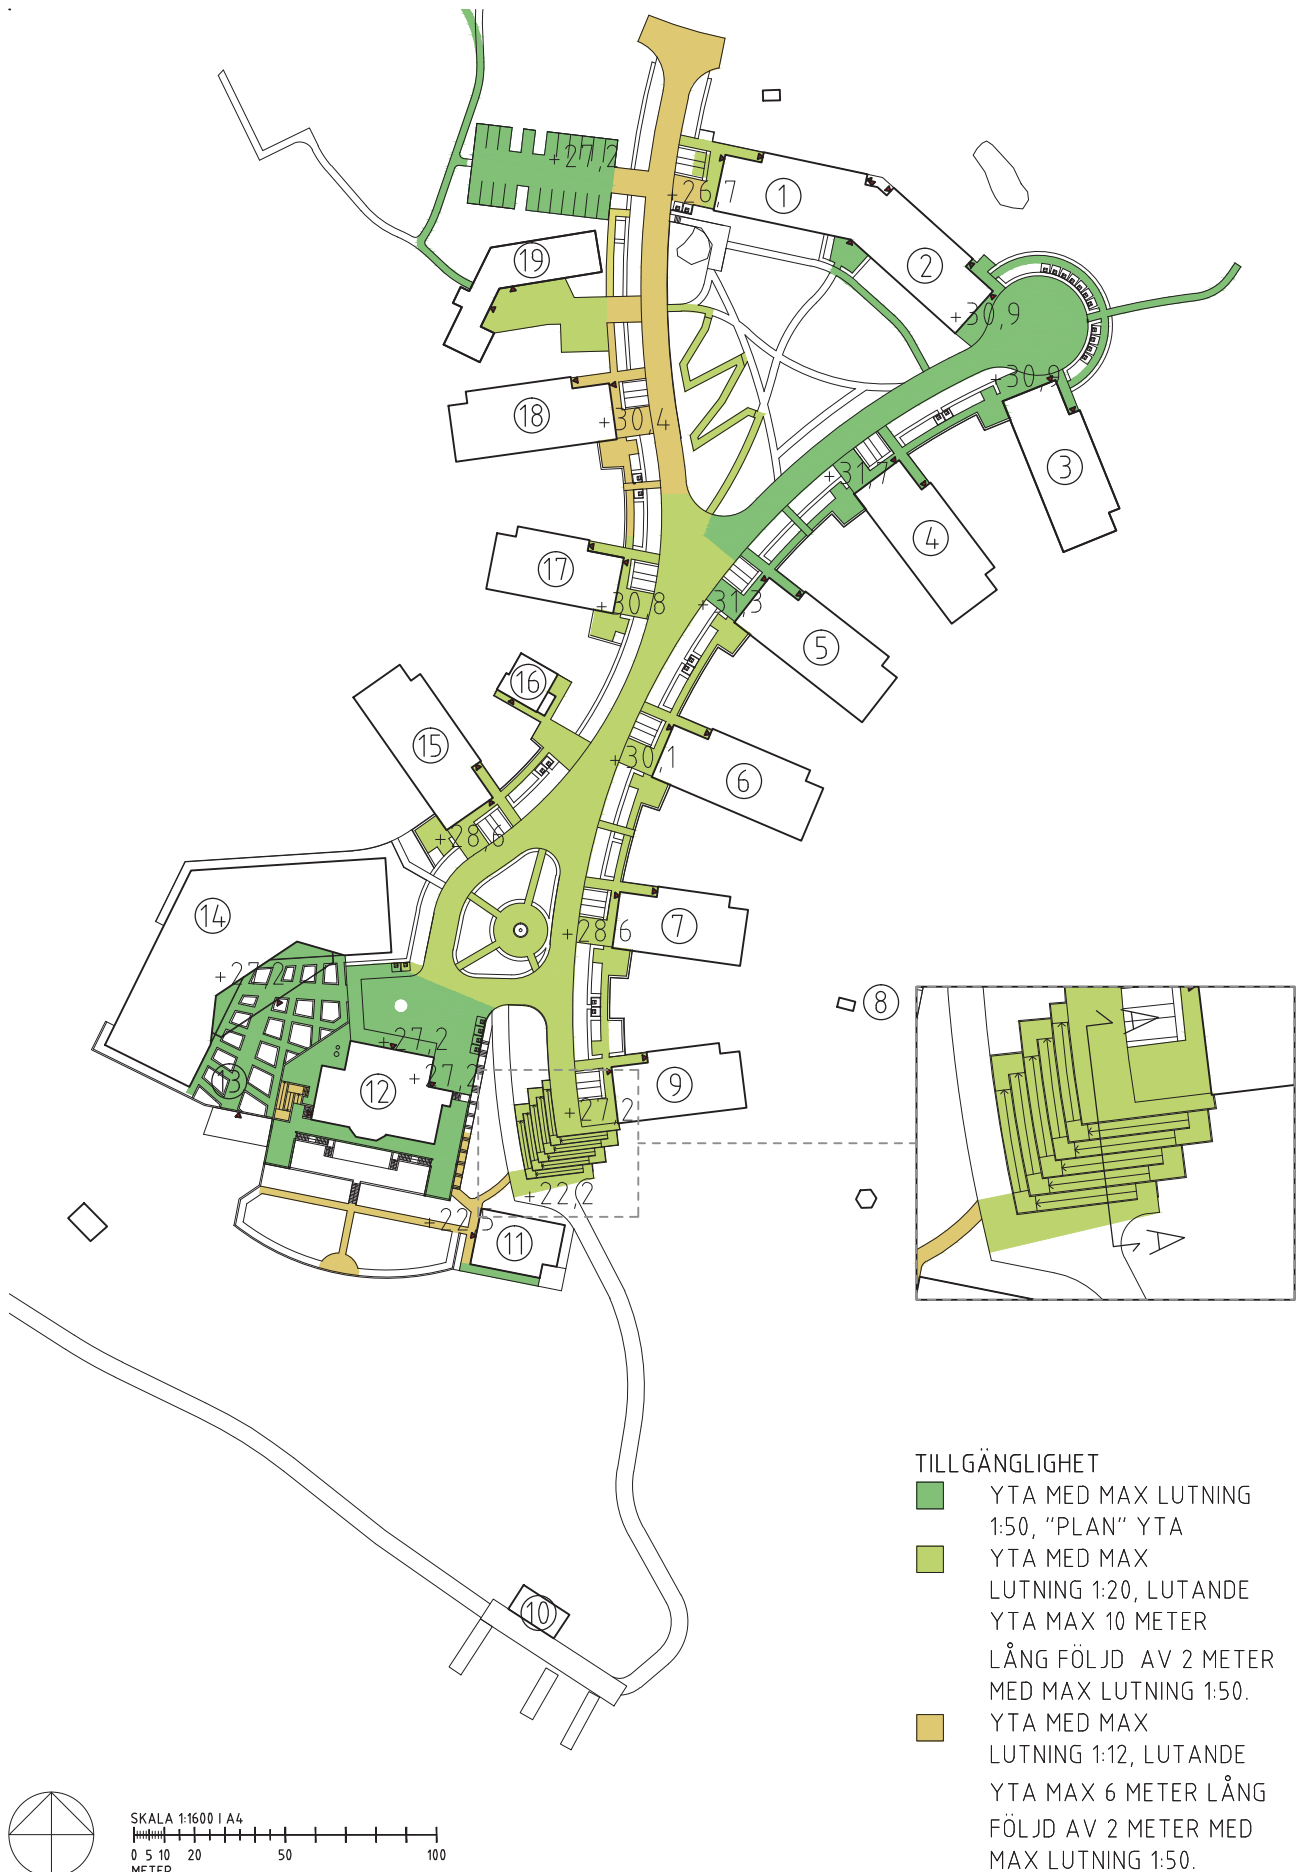 +27,2
+26,7
1
19
2
+30,9
+30,9
18
+30,4
3
+31,7
4
17
+30,8
+31,3
5
16
15
+30,1
6
+28,6
14
7
+28,6
+27,2
8
+27,2
+27,2
13
12
9
+27,2
A
+22,2
11
A
10
TILLGÄNGLIGHET
YTA MED MAX LUTNING
1:50, "PLAN" YTA
YTA MED MAX
LUTNING 1:20, LUTANDE
YTA MAX 10 METER
LÅNG FÖLJD AV 2 METER
MED MAX LUTNING 1:50.
YTA MED MAX
LUTNING 1:12, LUTANDE
YTA MAX 6 METER LÅNG
FÖLJD AV 2 METER MED
MAX LUTNING 1:50.
SKALA 1:1600 I A4
0 5 10 20 50 100
METER